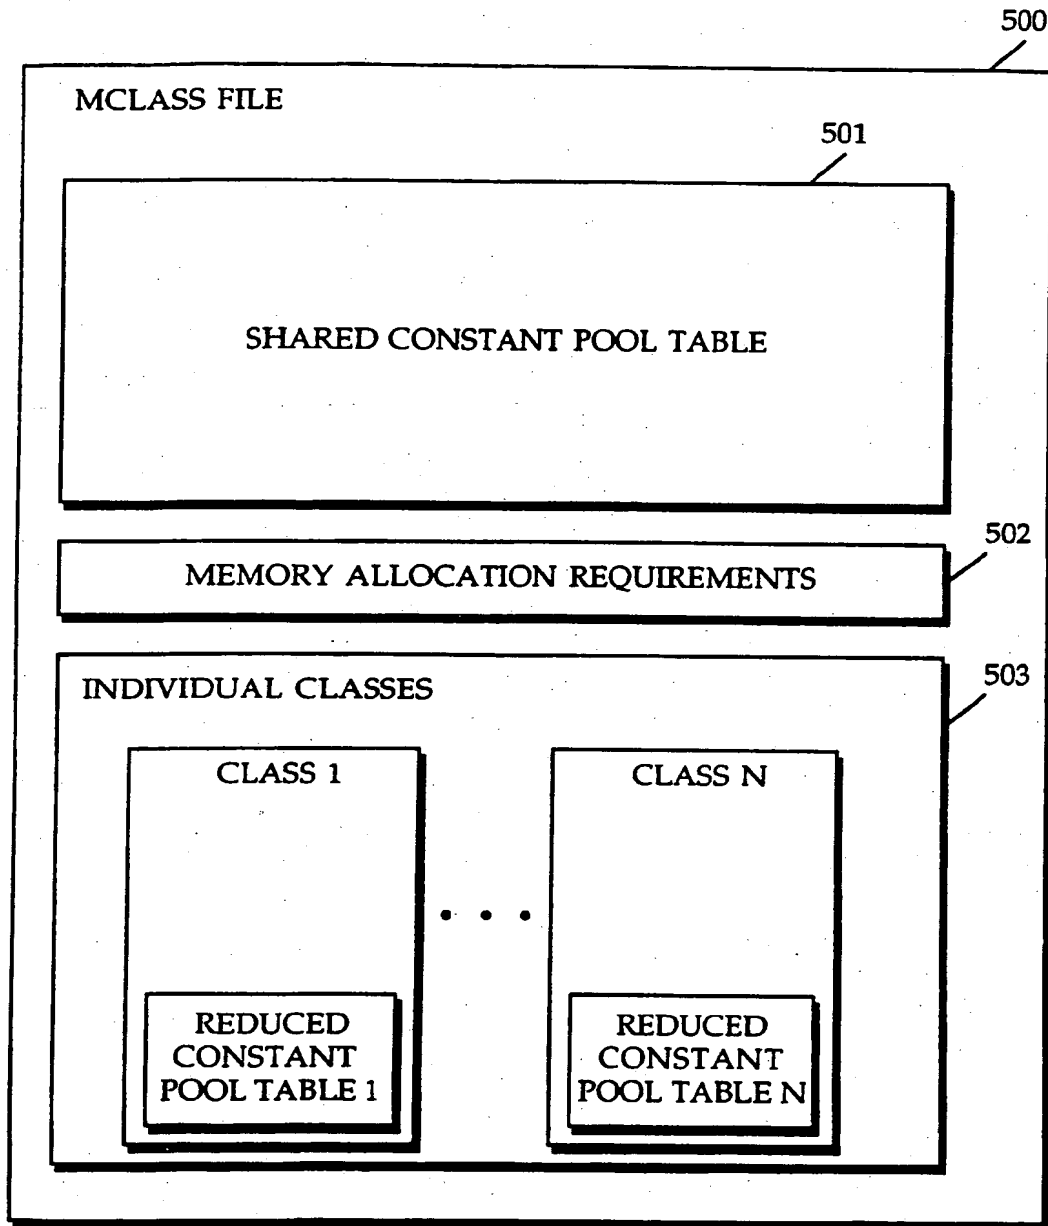 500
MCLASS FILE
501
SHARED CONSTANT POOL TABLE
502
MEMORY ALLOCATION REQUIREMENTS
503
INDIVIDUAL CLASSES
CLASS 1
REDUCED
CONSTANT
POOL TABLE 1
• • •
CLASS N
REDUCED
CONSTANT
POOL TABLE N